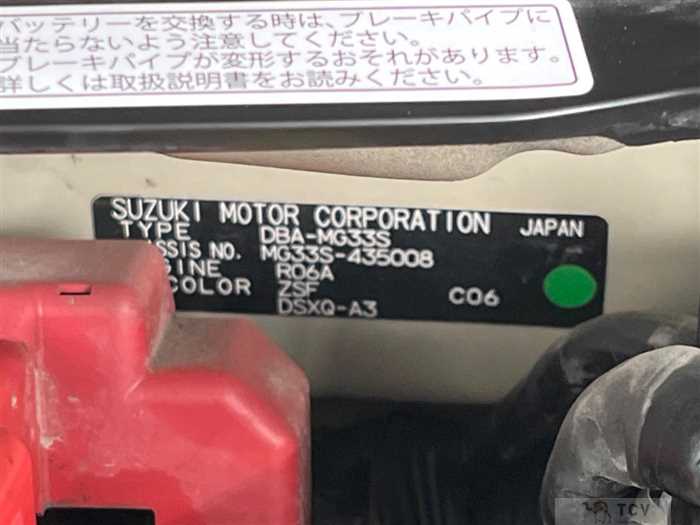 バッテリーを交換する時は、ブレーキパイプに
当たらないよう注意してください。
ブレーキパイプが変形するおそれがあります。
詳しくは取扱説明書をお読みください。
SUZUKI MOTOR CORPORATION JAPAN
TYPE DBA-MG33S
ASSIS NO. MG33S-435008
GINE R06A
COLOR ZSF C06
DSXQ-A3
TCV